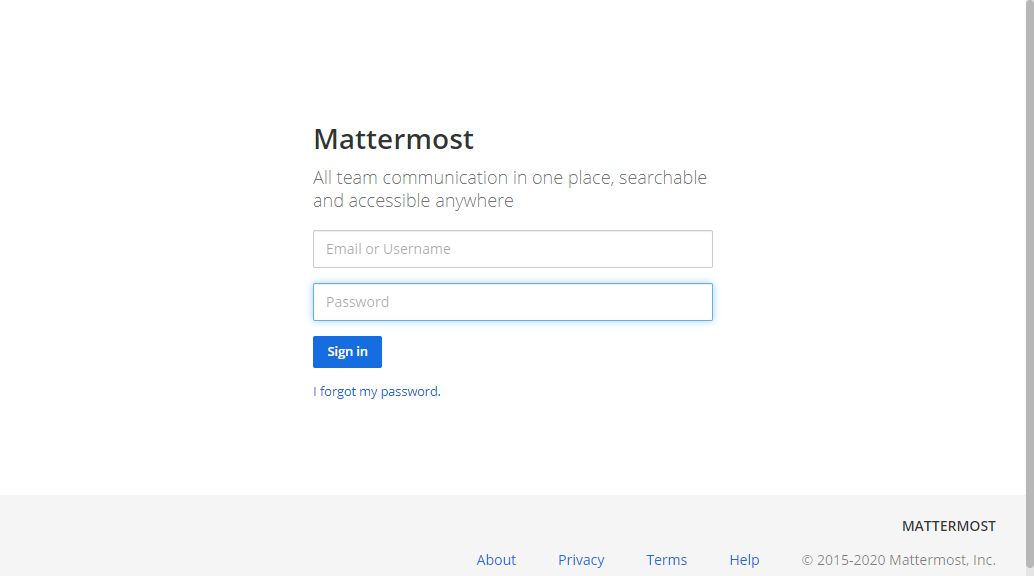 Mattermost
All team communication in one place, searchable
and accessible anywhere
Email or Username
Password
Sign in
I forgot my password.
MATTERMOST
About Privacy Terms Help © 2015-2020 Mattermost, Inc.